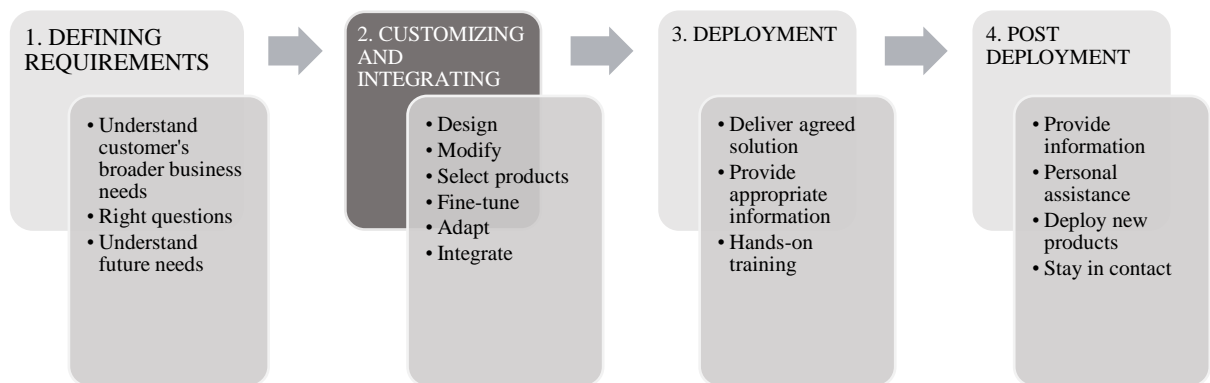 1. DEFINING
REQUIREMENTS
• Understand
customer's
broader business
needs
• Right questions
• Understand
future needs
2. CUSTOMIZING
AND
INTEGRATING
• Design
• Modify
• Select products
• Fine-tune
• Adapt
• Integrate
3. DEPLOYMENT
• Deliver agreed
solution
• Provide
appropriate
information
• Hands-on
training
4. POST
DEPLOYMENT
• Provide
information
• Personal
assistance
• Deploy new
products
• Stay in contact